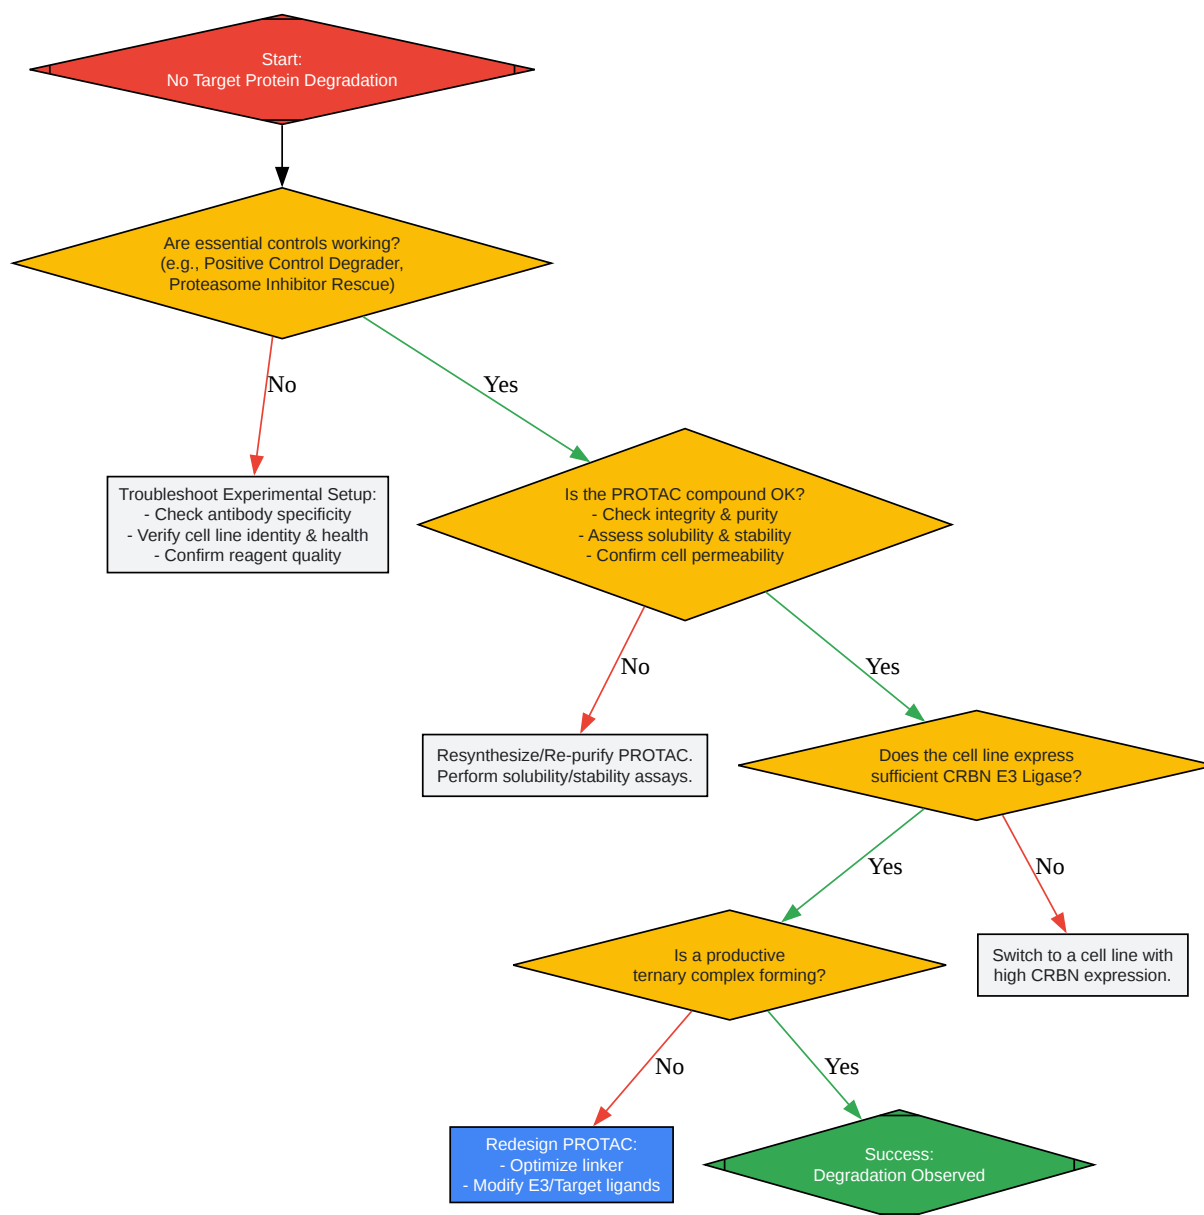 Start:
No Target Protein Degradation
Are essential controls working?
(e.g., Positive Control Degrader,
Proteasome Inhibitor Rescue)
No
Yes
Troubleshoot Experimental Setup:
- Check antibody specificity
- Verify cell line identity & health
- Confirm reagent quality
Is the PROTAC compound OK?
- Check integrity & purity
- Assess solubility & stability
- Confirm cell permeability
No
Yes
Resynthesize/Re-purify PROTAC.
Perform solubility/stability assays.
Does the cell line express
sufficient CRBN E3 Ligase?
Yes
No
Is a productive
ternary complex forming?
Switch to a cell line with
high CRBN expression.
No
Yes
Redesign PROTAC:
- Optimize linker
- Modify E3/Target ligands
Success:
Degradation Observed